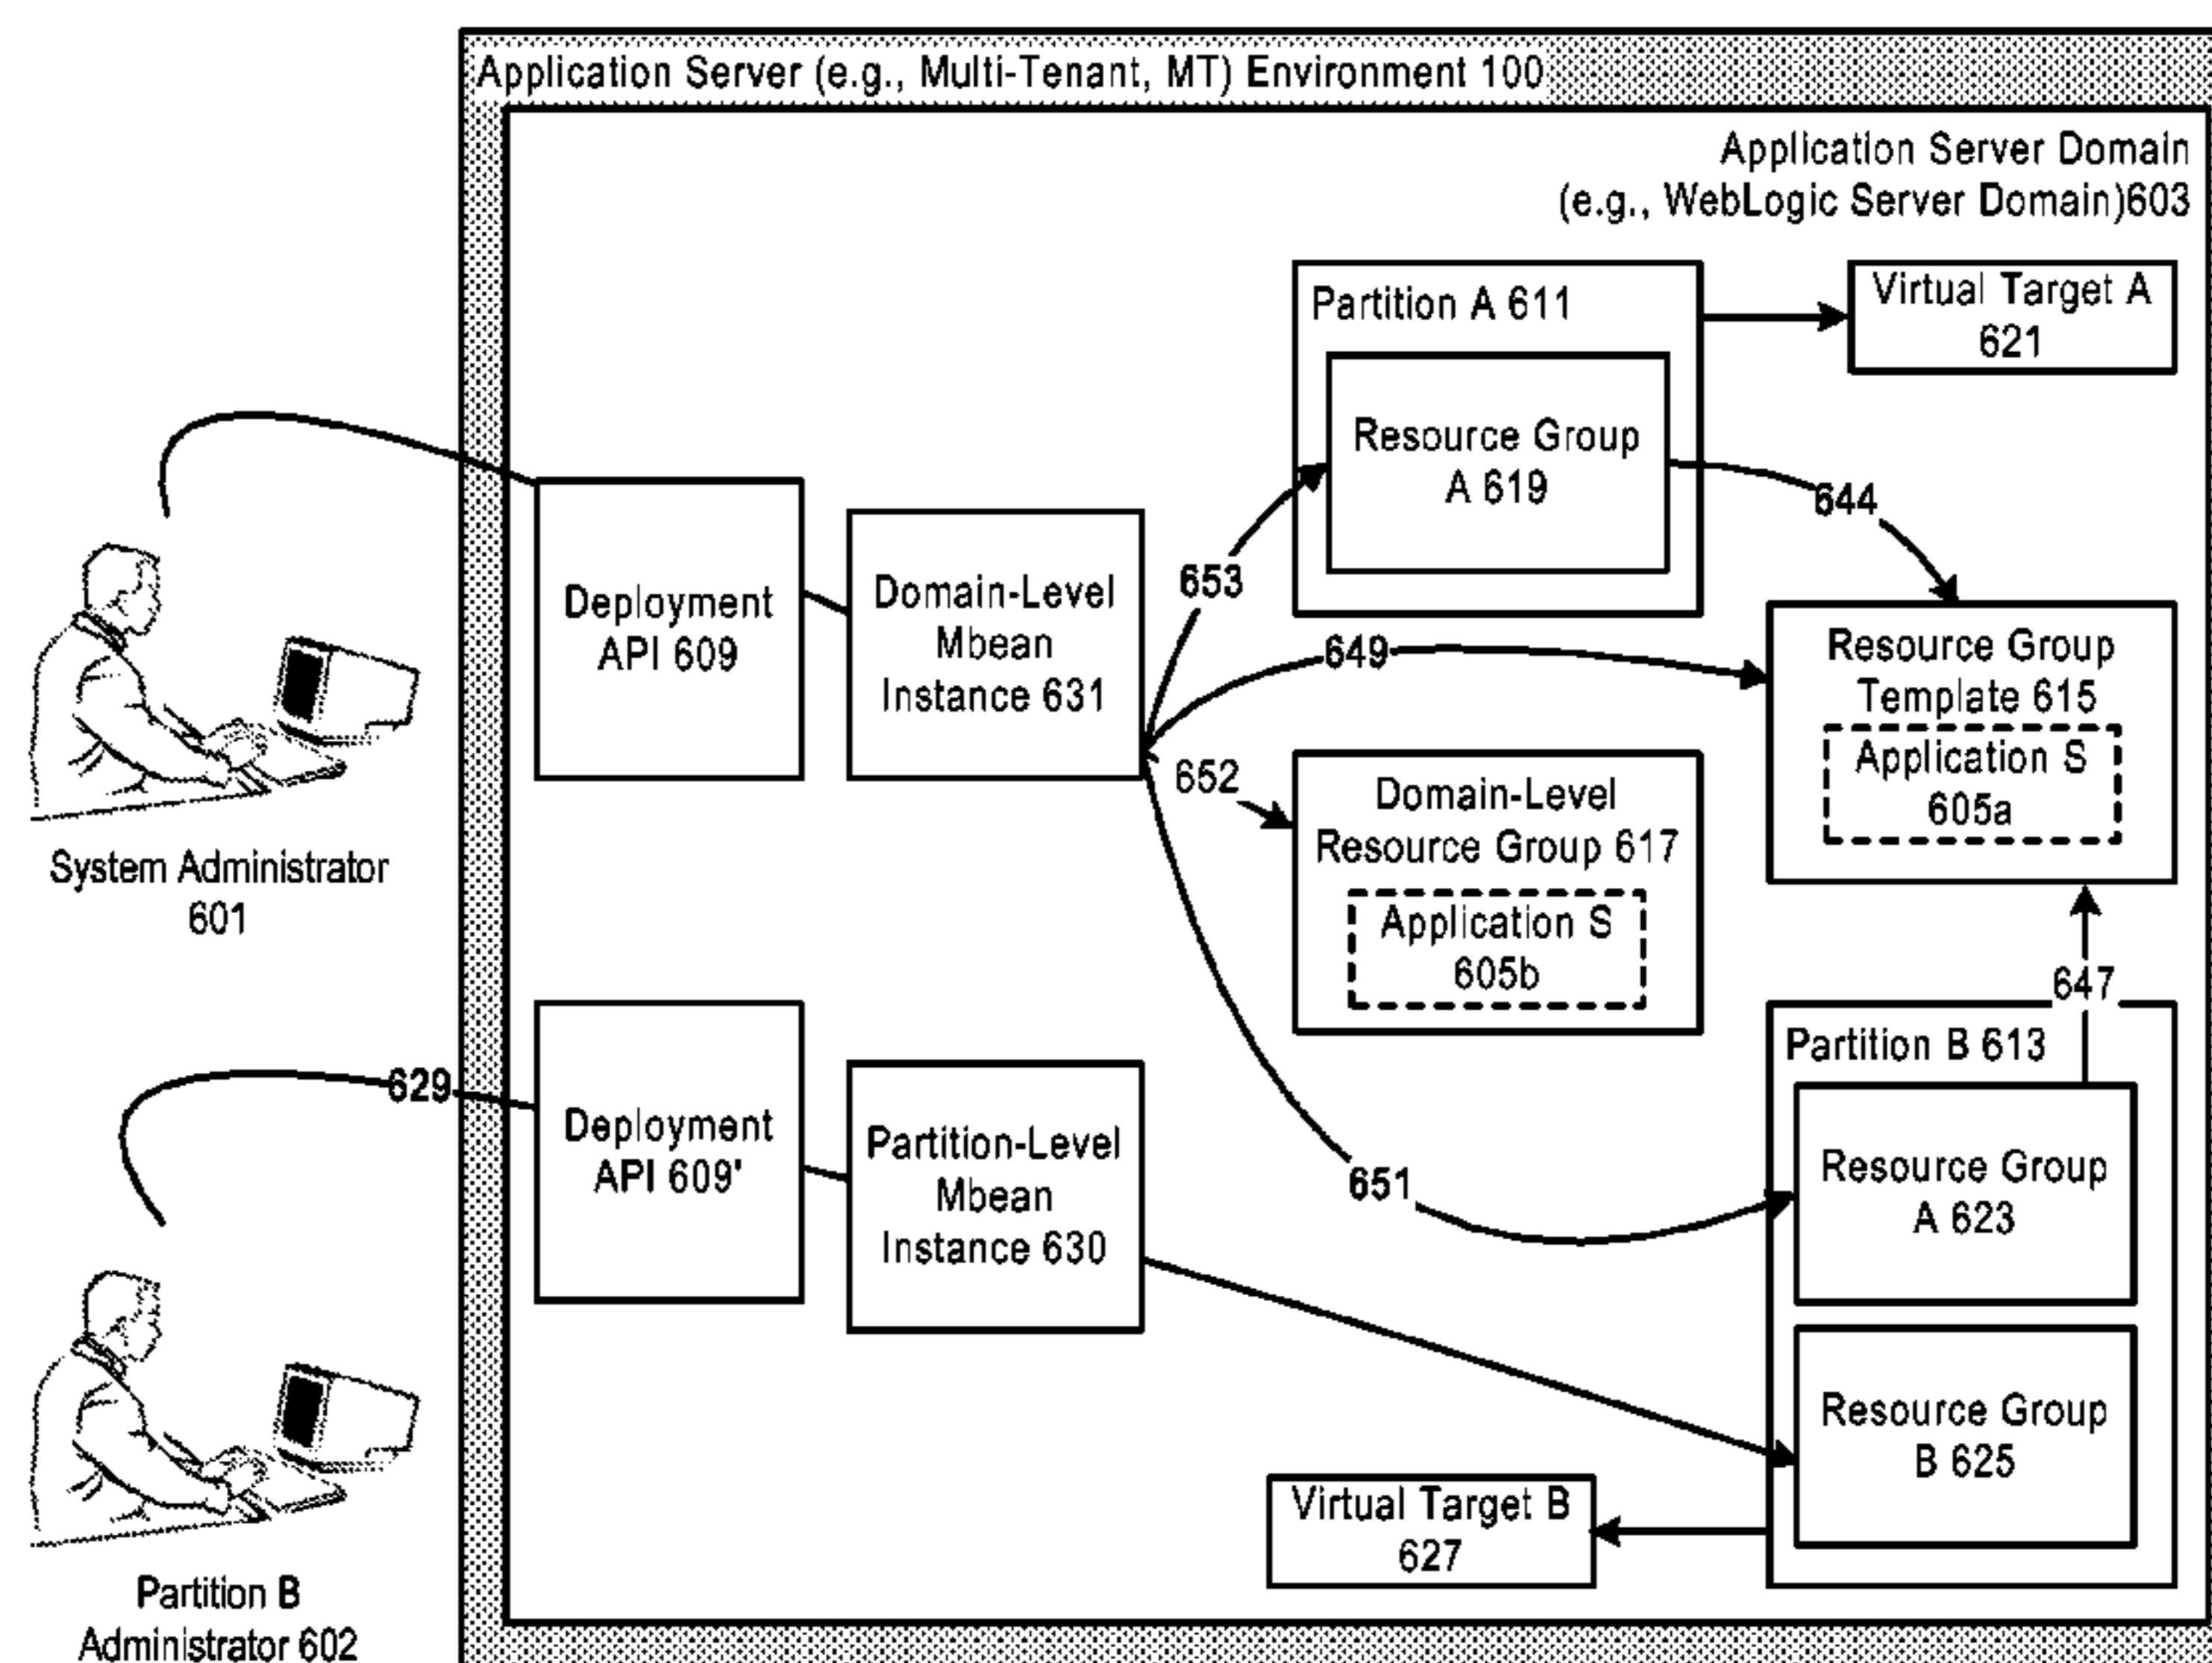 Application Server (e.g., Multi-Tenant, MT) Environment 100
Application Server Domain
(e.g., WebLogic Server Domain)603
Partition A 611
Virtual Target A
621
Resource Group
A 619
644
Deployment
API 609
Domain-Level
Mbean
Instance 631
653
649
Resource Group
Template 615
Application S
605a
652
Domain-Level
Resource Group 617
Application S
605b
System Administrator
601
647
629
Deployment
API 609'
Partition-Level
Mbean
Instance 630
651
Partition B 613
Resource Group
A 623
Resource Group
B 625
Virtual Target B
627
Partition B
Administrator 602